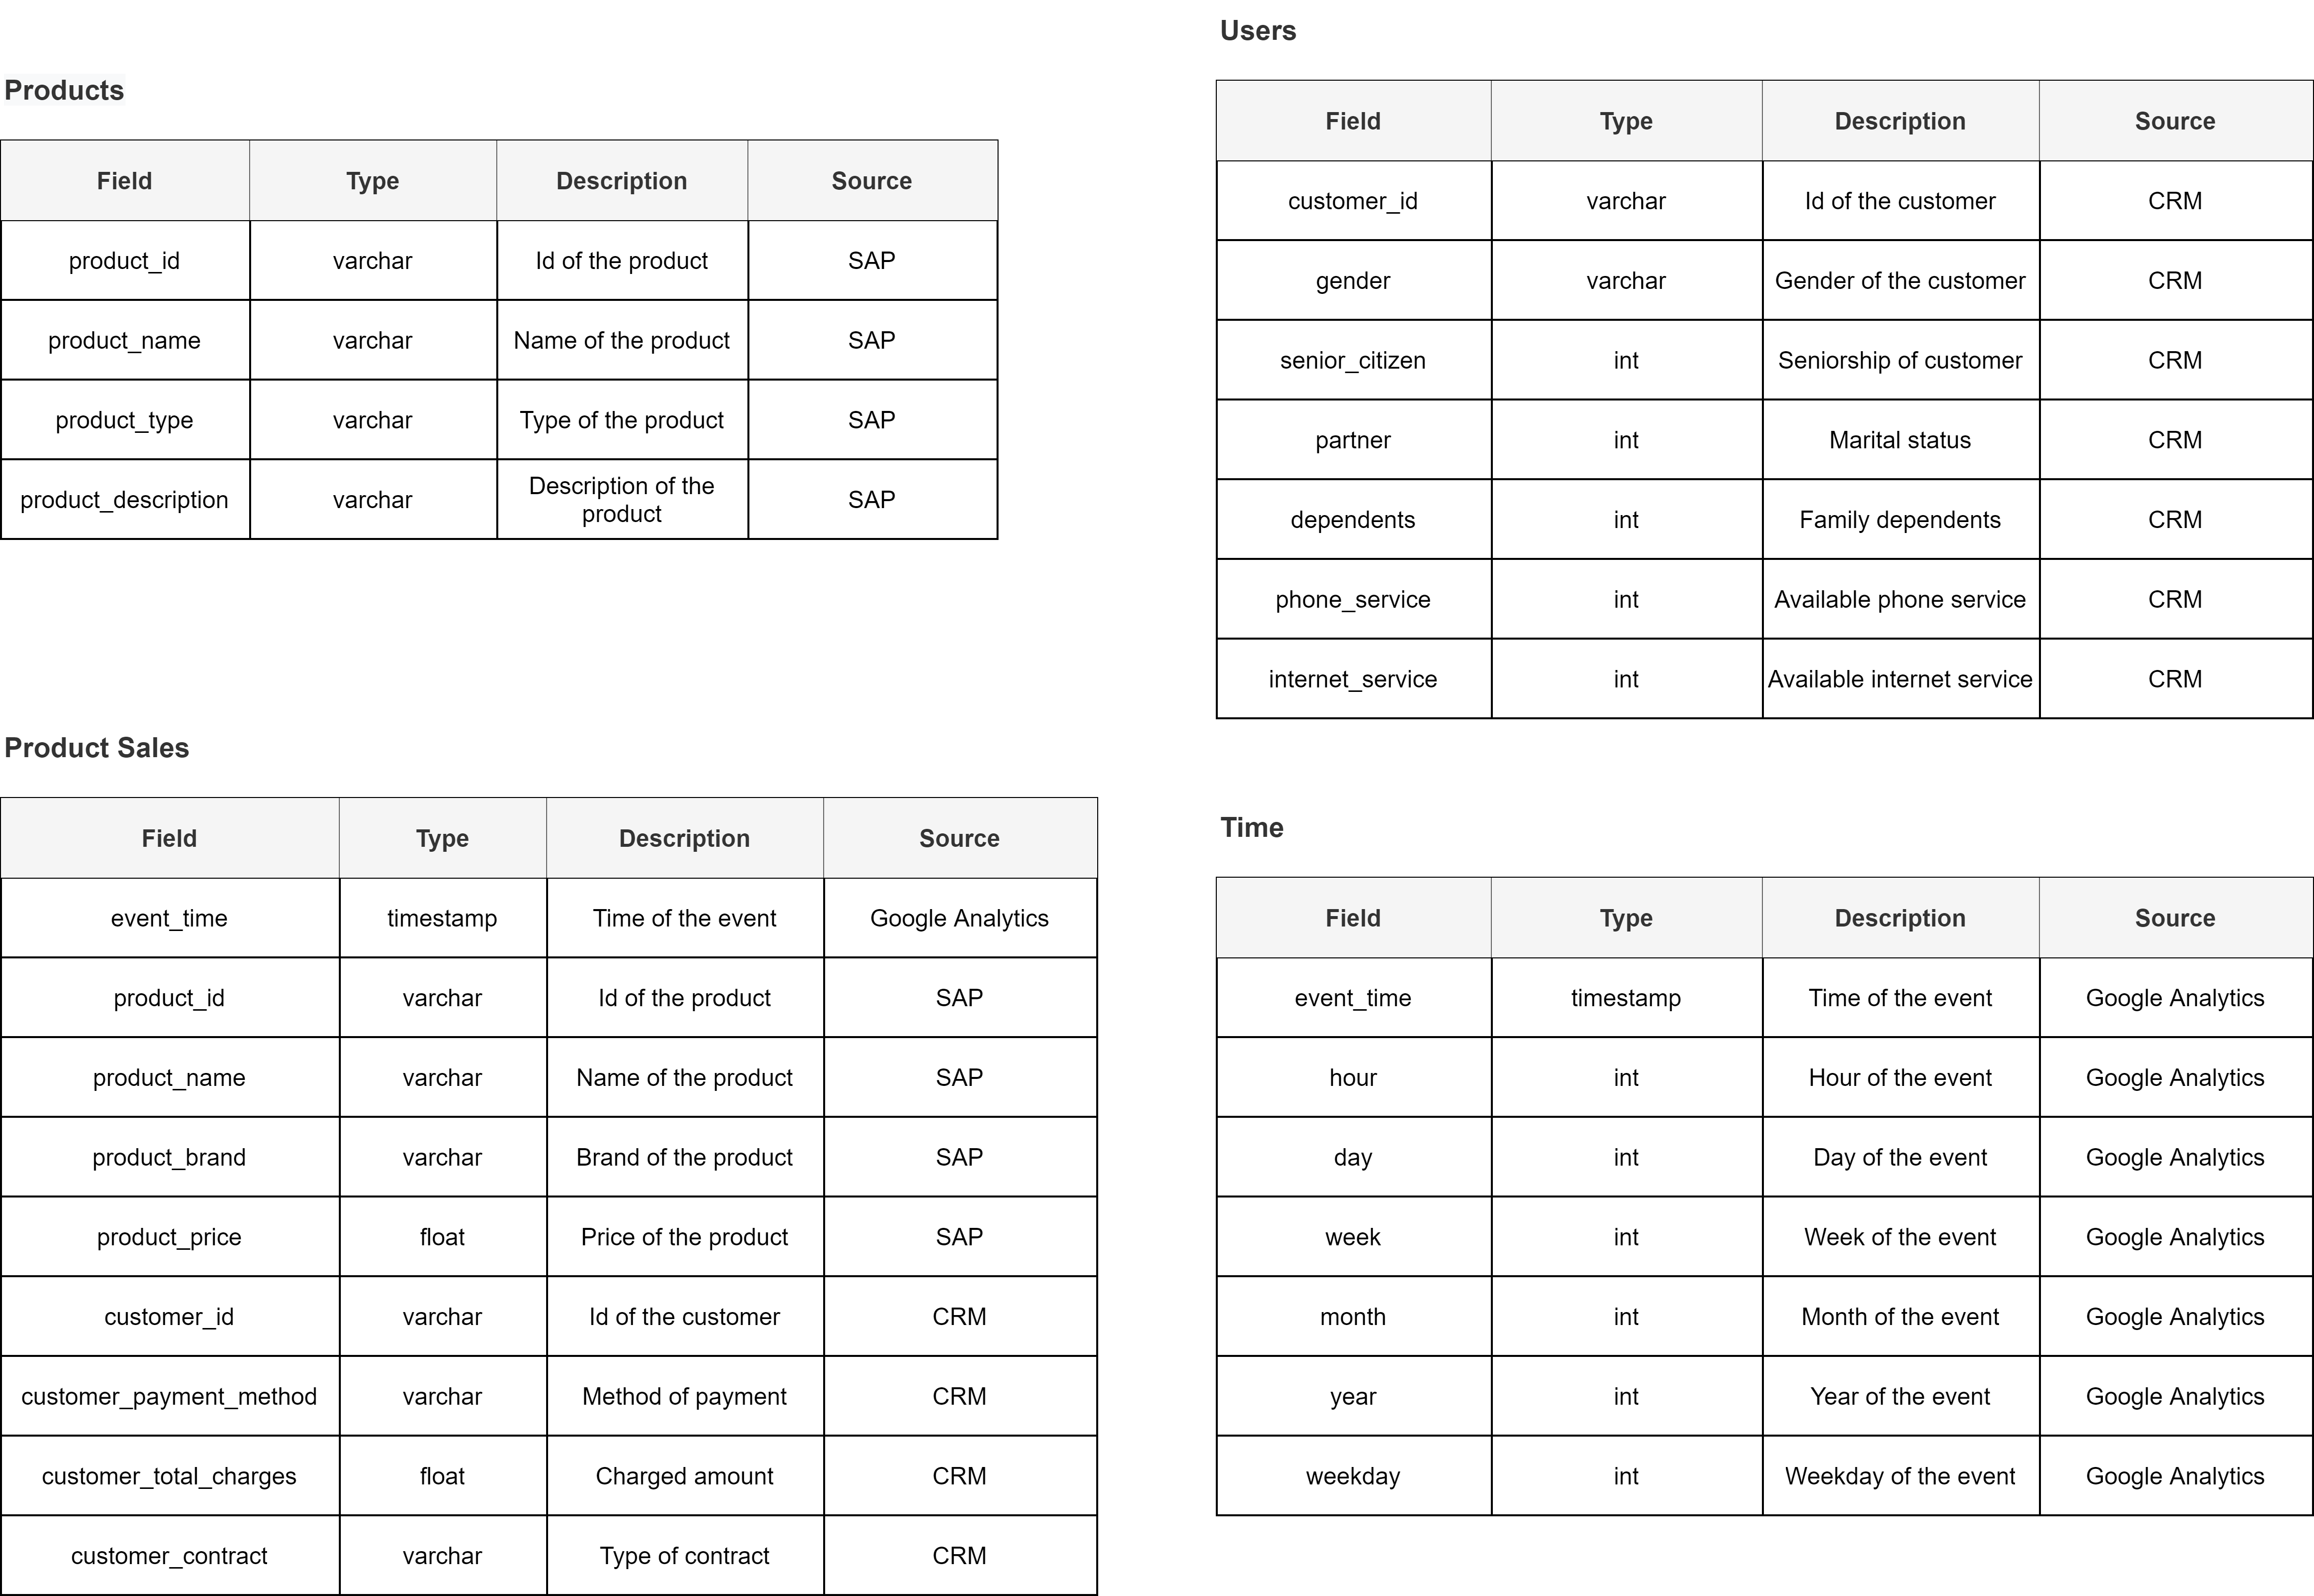 Products
Field Type Description Source
product_id varchar Id of the product SAP
product_name varchar Name of the product SAP
product_type varchar Type of the product SAP
product_description varchar Description of the product SAP
Users
Field Type Description Source
customer_id varchar Id of the customer CRM
gender varchar Gender of the customer CRM
senior_citizen int Seniorship of customer CRM
partner int Marital status CRM
dependents int Family dependents CRM
phone_service int Available phone service CRM
internet_service int Available internet service CRM
Product Sales
Field Type Description Source
event_time timestamp Time of the event Google Analytics
product_id varchar Id of the product SAP
product_name varchar Name of the product SAP
product_brand varchar Brand of the product SAP
product_price float Price of the product SAP
customer_id varchar Id of the customer CRM
customer_payment_method varchar Method of payment CRM
customer_total_charges float Charged amount CRM
customer_contract varchar Type of contract CRM
Time
Field Type Description Source
event_time timestamp Time of the event Google Analytics
hour int Hour of the event Google Analytics
day int Day of the event Google Analytics
week int Week of the event Google Analytics
month int Month of the event Google Analytics
year int Year of the event Google Analytics
weekday int Weekday of the event Google Analytics